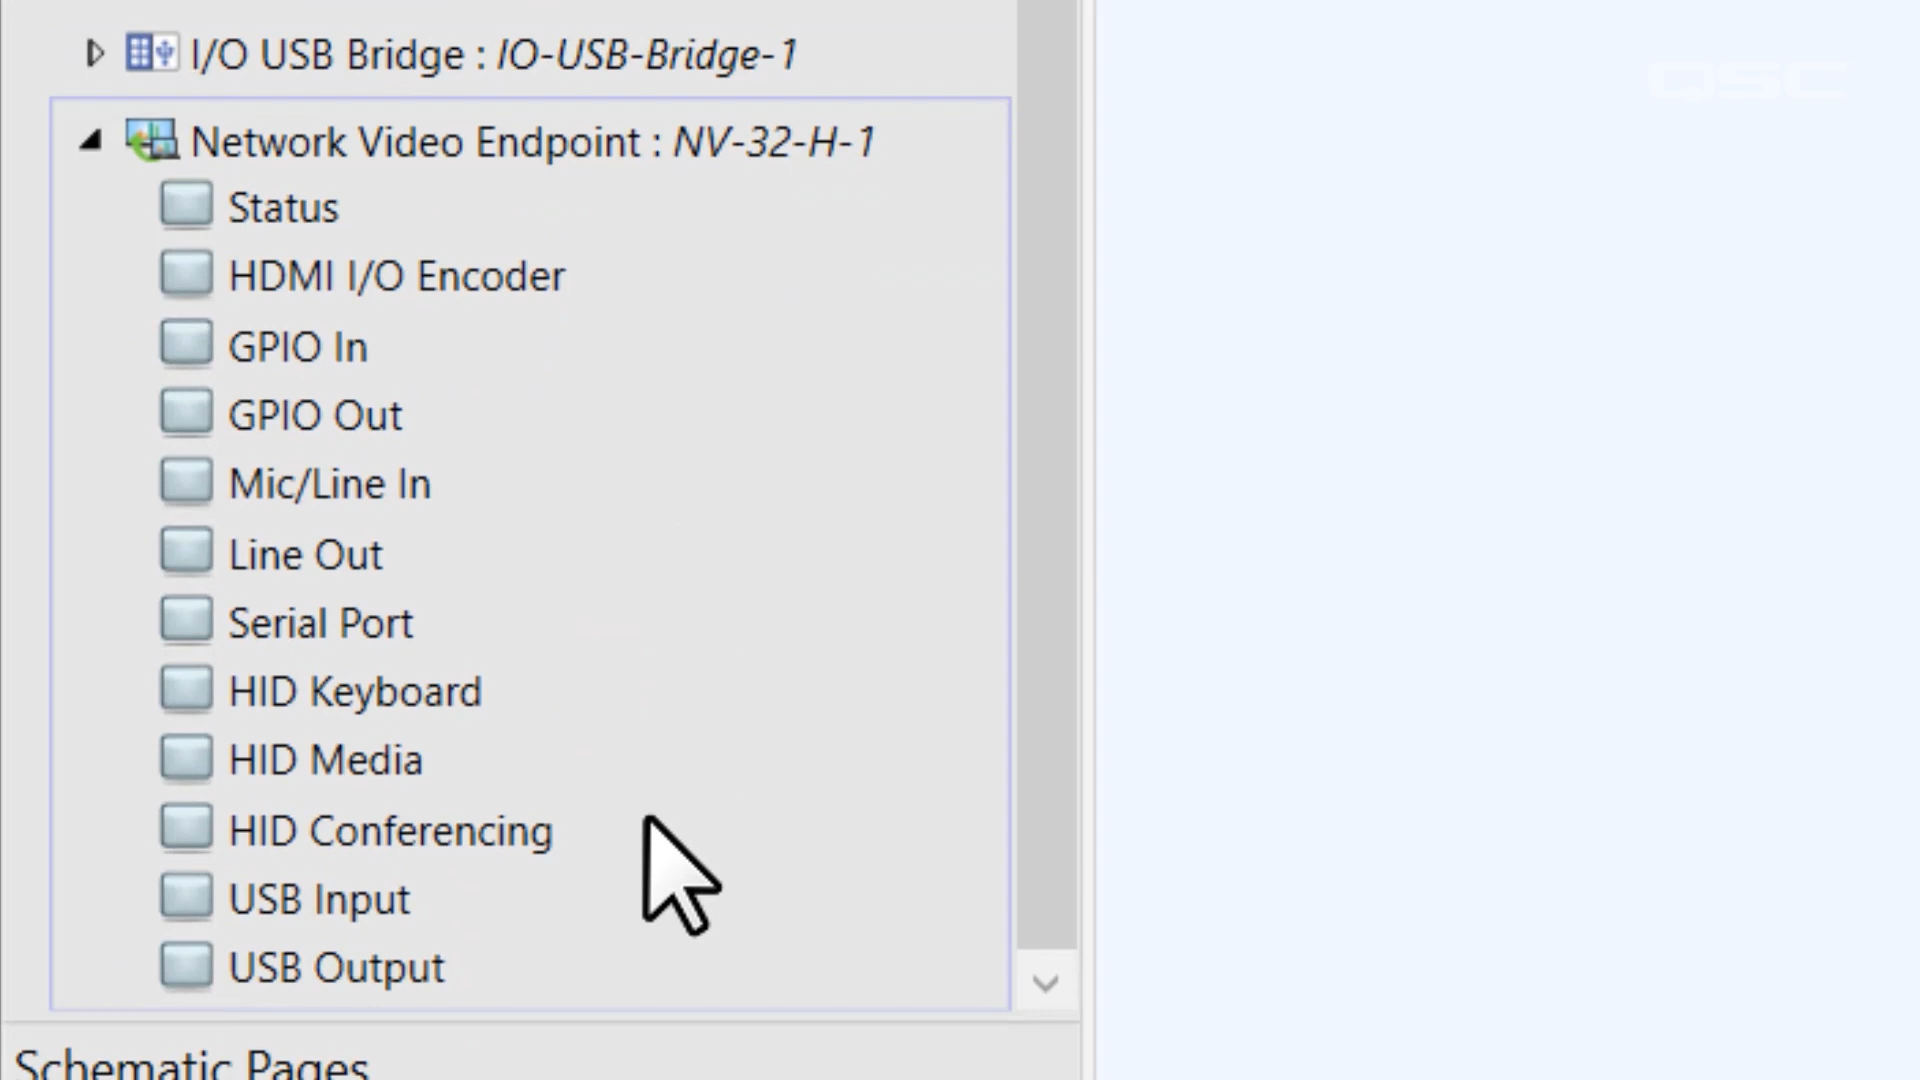 I/O USB Bridge : IO-USB-Bridge-1
QSC
Network Video Endpoint : NV-32-H-1
Status
HDMI I/O Encoder
GPIO In
GPIO Out
Mic/Line In
Line Out
Serial Port
HID Keyboard
HID Media
HID Conferencing
USB Input
USB Output
Schematic Pages